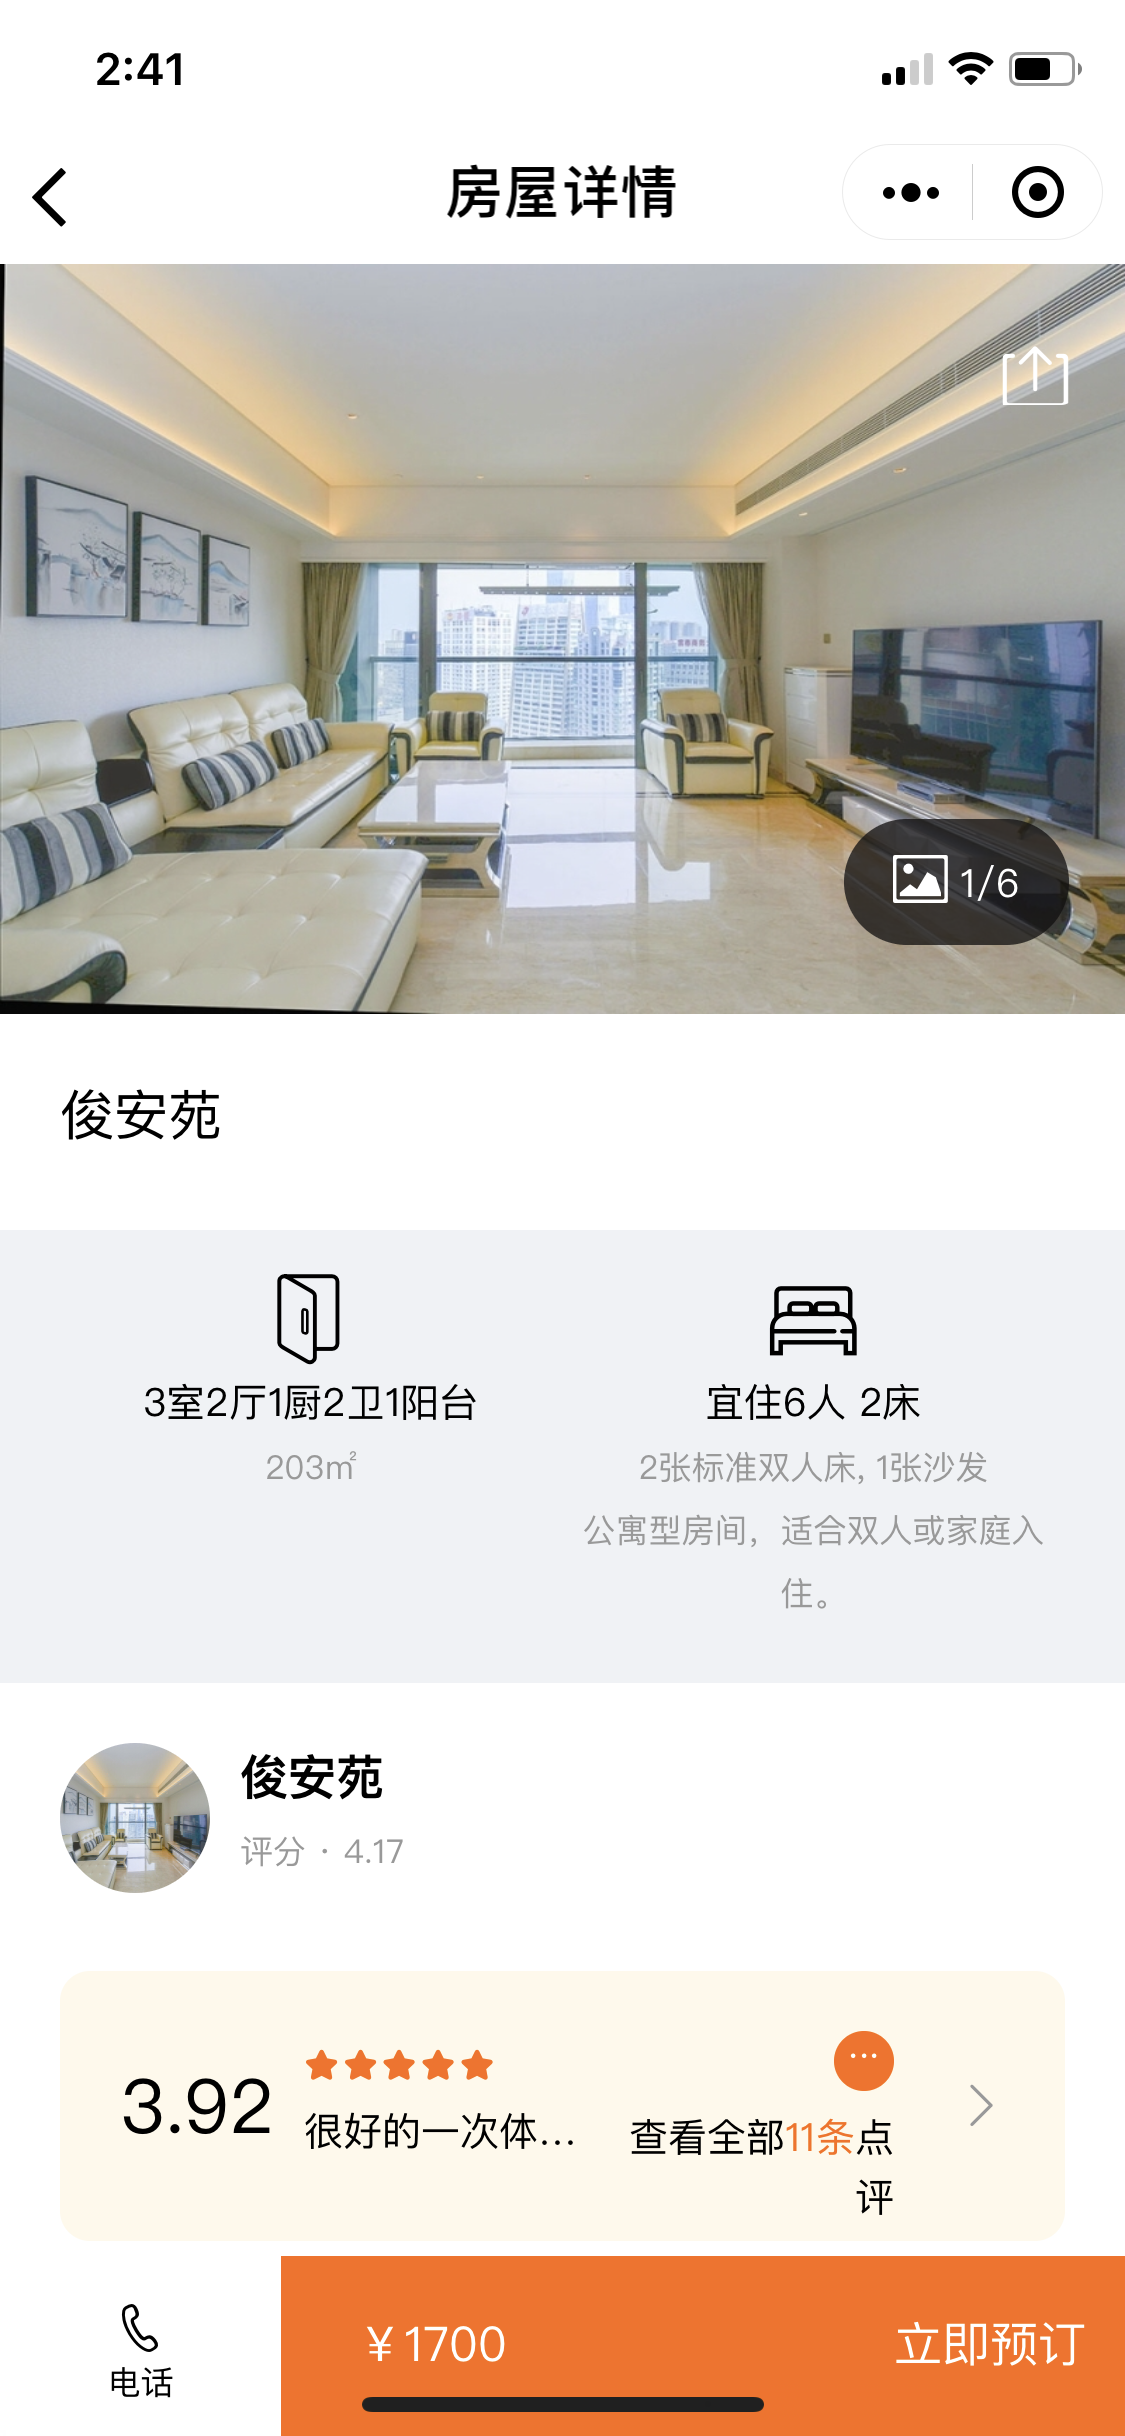 2:41
房屋详情
1/6
俊安苑
3室2厅1厨2卫1阳台
203㎡
宜住6人 2床
2张标准双人床, 1张沙发
公寓型房间，适合双人或家庭入
住。
俊安苑
评分 · 4.17
3.92
很好的一次体...
查看全部11条点
评
电话
¥ 1700
立即预订